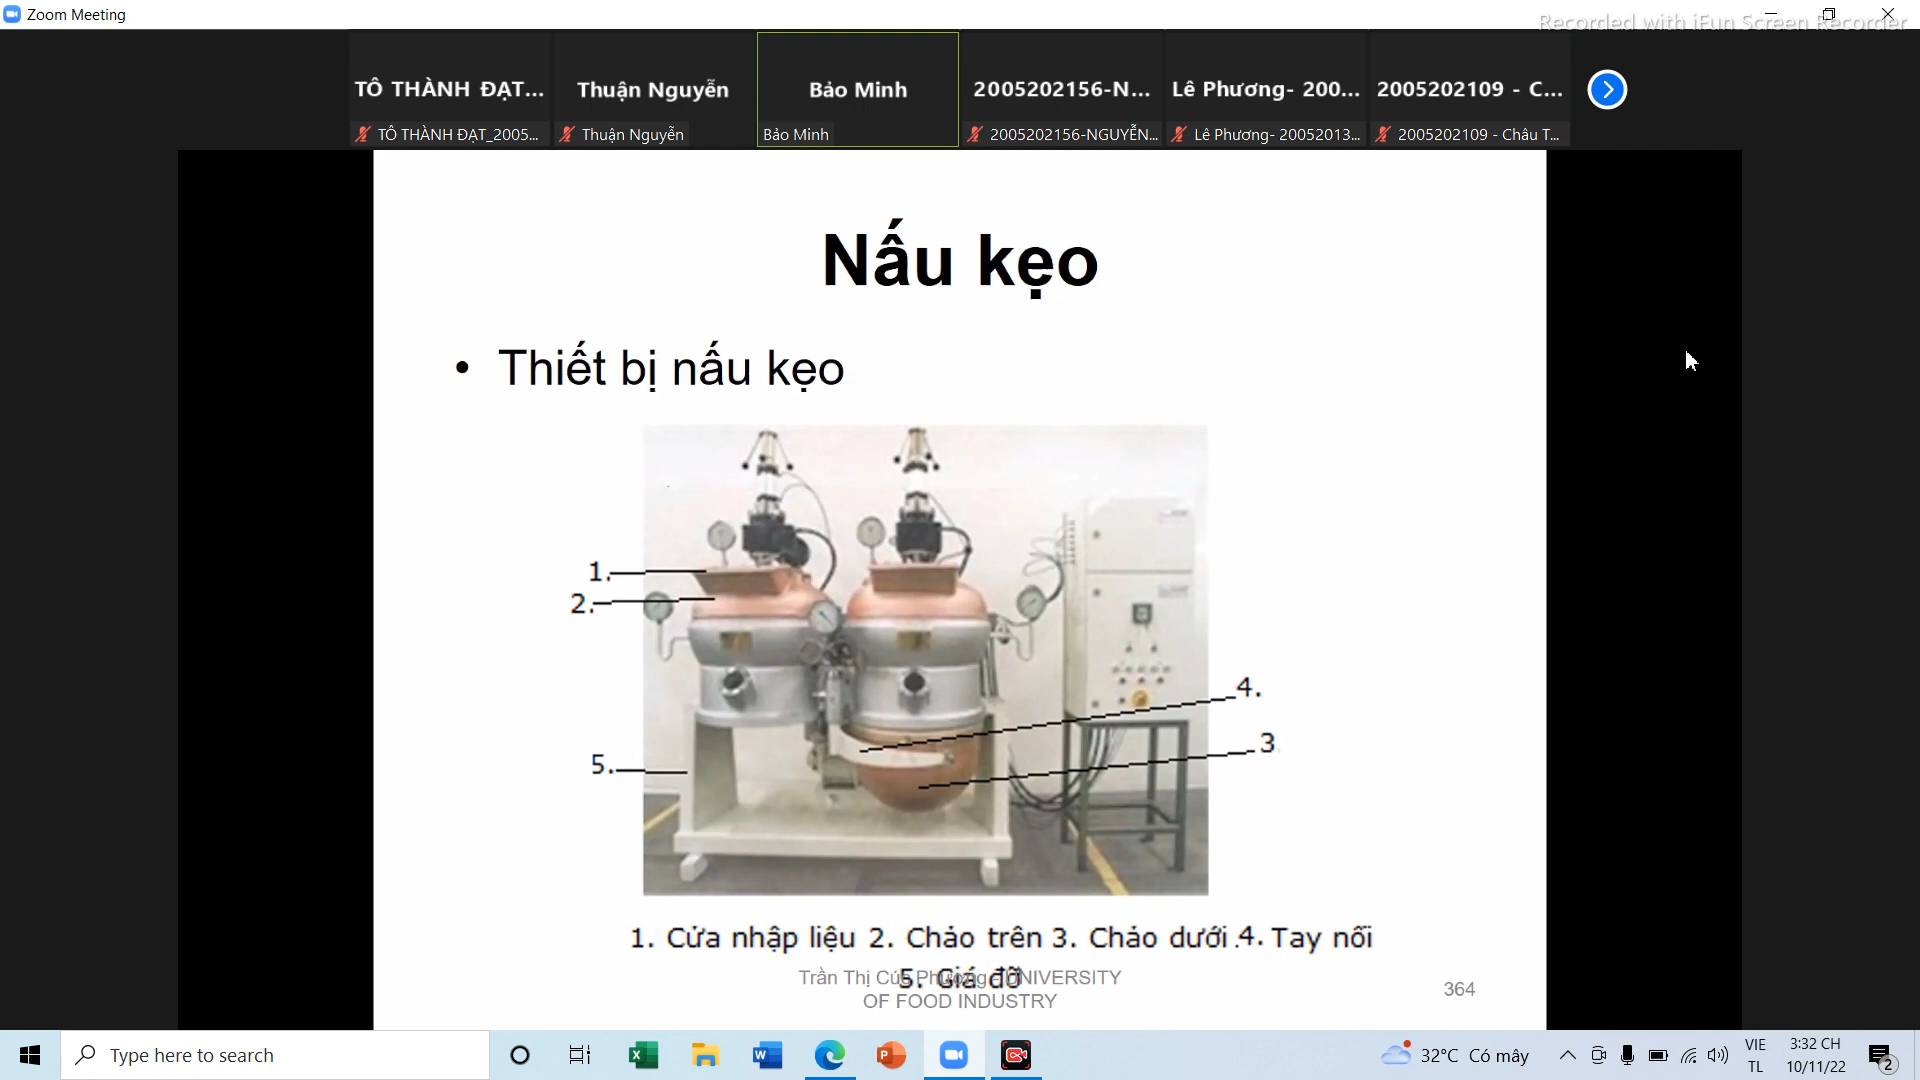 Zoom Meeting
Recorded with iFun Screen Recorder
TÔ THÀNH ĐẠT...
Thuận Nguyễn
Bảo Minh
2005202156-N...
Lê Phương- 200...
2005202109 - C...
TÔ THÀNH ĐẠT_2005...
Thuận Nguyễn
Bảo Minh
2005202156-NGUYỄN...
Lê Phương- 20052013...
2005202109 - Châu T...
Nấu kẹo
• Thiết bị nấu kẹo
1.
2.
4.
3.
5.
1. Cửa nhập liệu 2. Chảo trên 3. Chảo dưới .4. Tay nối
5. Giá đỡ
Trần Thị Cúc Phương - UNIVERSITY
OF FOOD INDUSTRY
364
Type here to search
32°C Có mây
VIE
TL
3:32 CH
10/11/22
2